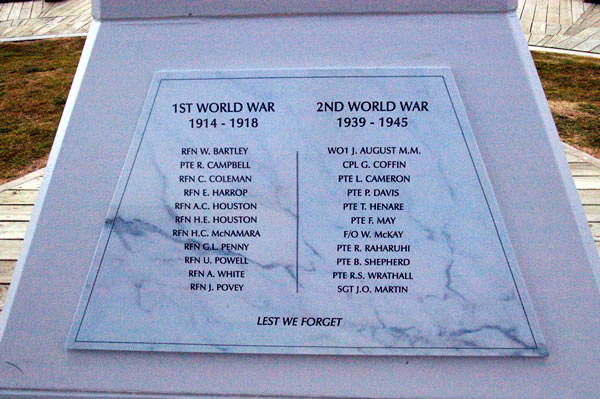 1ST WORLD WAR
1914 - 1918
RFN W. BARTLEY
PTE R. CAMPBELL
RFN C. COLEMAN
RFN E. HARROP
RFN A.C. HOUSTON
RFN H.E. HOUSTON
RFN H.C. McNAMARA
RFN G.L. PENNY
RFN U. POWELL
RFN A. WHITE
RFN J. POVEY
2ND WORLD WAR
1939 - 1945
WO1 J. AUGUST M.M.
CPL G. COFFIN
PTE L. CAMERON
PTE P. DAVIS
PTE T. HENARE
PTE F. MAY
F/O W. McKAY
PTE R. RAHARUHI
PTE B. SHEPHERD
PTE R.S. WRATHALL
SGT J.O. MARTIN
LEST WE FORGET